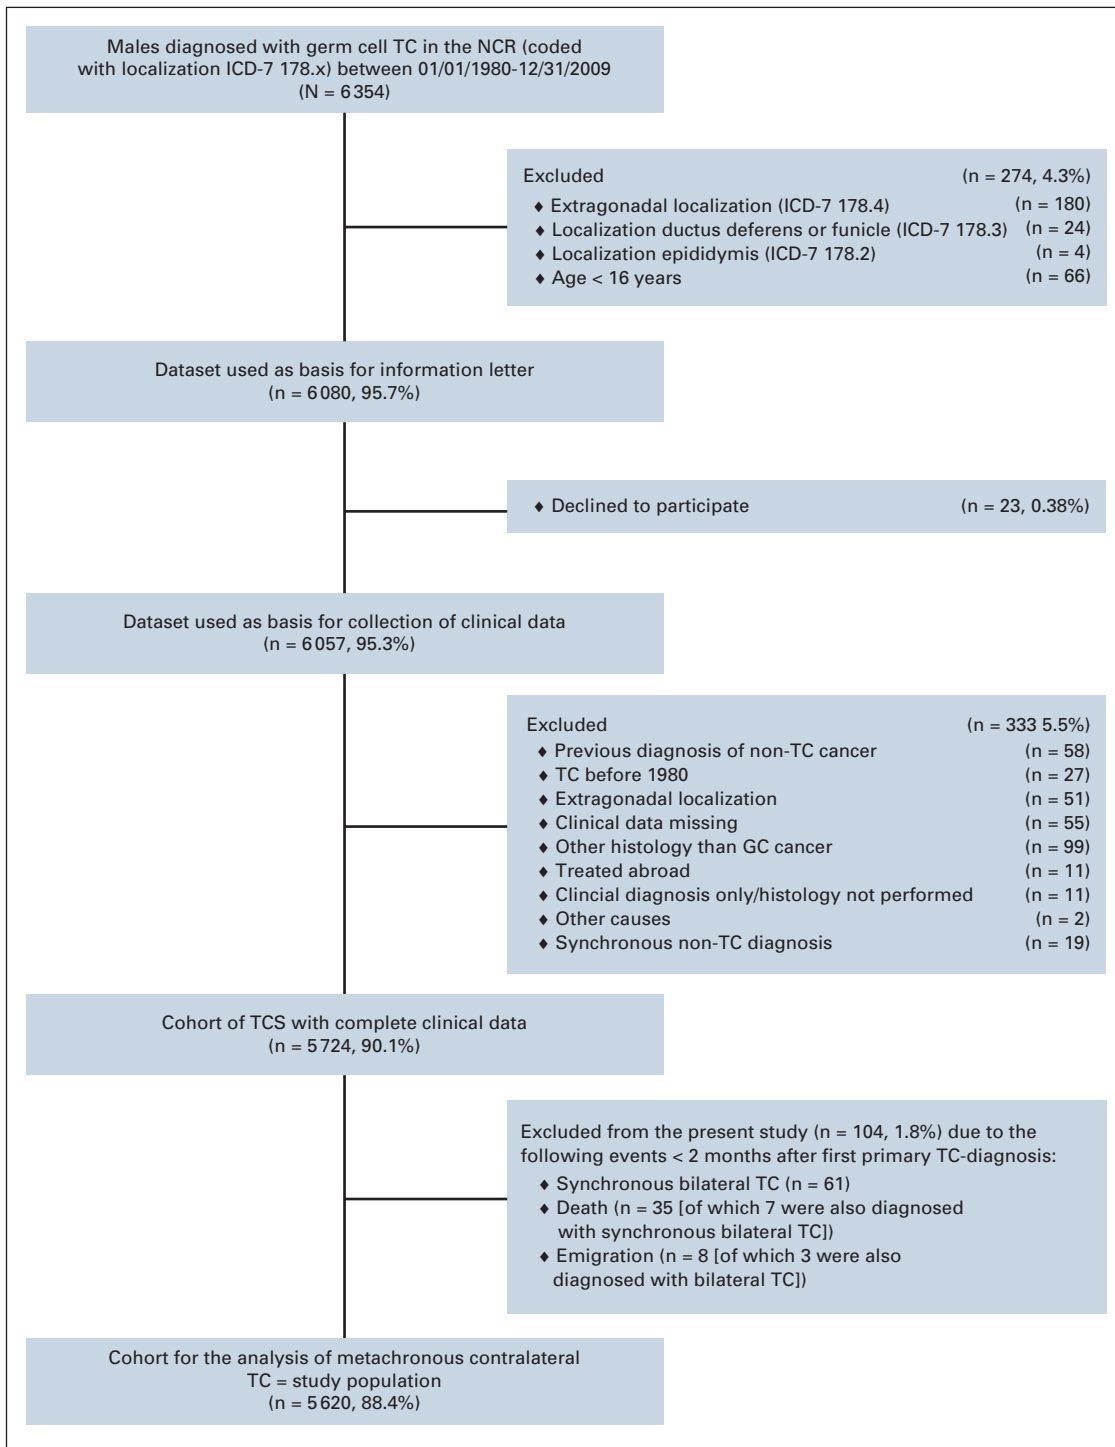 Males diagnosed with germ cell TC in the NCR (coded
with localization ICD-7 178.x) between 01/01/1980-12/31/2009
(N = 6 354)
Excluded (n = 274, 4.3%)
♦ Extragonadal localization (ICD-7 178.4) (n = 180)
♦ Localization ductus deferens or funicle (ICD-7 178.3) (n = 24)
♦ Localization epididymis (ICD-7 178.2) (n = 4)
♦ Age < 16 years (n = 66)
Dataset used as basis for information letter
(n = 6 080, 95.7%)
♦ Declined to participate (n = 23, 0.38%)
Dataset used as basis for collection of clinical data
(n = 6 057, 95.3%)
Excluded (n = 333 5.5%)
♦ Previous diagnosis of non-TC cancer (n = 58)
♦ TC before 1980 (n = 27)
♦ Extragonadal localization (n = 51)
♦ Clinical data missing (n = 55)
♦ Other histology than GC cancer (n = 99)
♦ Treated abroad (n = 11)
♦ Clincial diagnosis only/histology not performed (n = 11)
♦ Other causes (n = 2)
♦ Synchronous non-TC diagnosis (n = 19)
Cohort of TCS with complete clinical data
(n = 5 724, 90.1%)
Excluded from the present study (n = 104, 1.8%) due to the
following events < 2 months after first primary TC-diagnosis:
♦ Synchronous bilateral TC (n = 61)
♦ Death (n = 35 [of which 7 were also diagnosed
with synchronous bilateral TC])
♦ Emigration (n = 8 [of which 3 were also
diagnosed with bilateral TC])
Cohort for the analysis of metachronous contralateral
TC = study population
(n = 5 620, 88.4%)